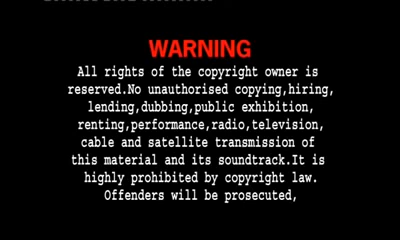 WARNING
All rights of the copyright owner is
reserved.No unauthorised copying,hiring,
lending,dubbing,public exhibition,
renting,performance,radio,television,
cable and satellite transmission of
this material and its soundtrack.It is
highly prohibited by copyright law.
Offenders will be prosecuted,